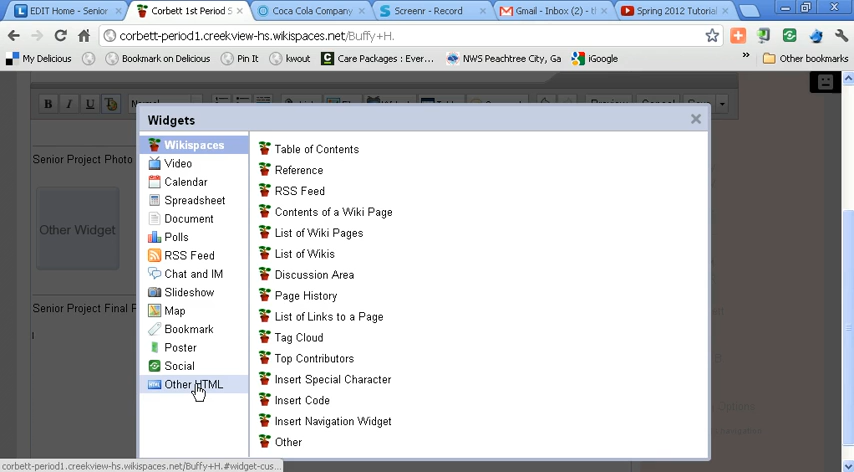 EDIT Home - Senior
Corbett 1st Period S
Coca Cola Company
Screenr - Record
Gmail - Inbox (2) - th
Spring 2012 Tutorial
corbett-period1.creekview-hs.wikispaces.net/Buffy+H.
My Delicious
Bookmark on Delicious
Pin It
kwout
Care Packages : Ever...
NWS Peachtree City, Ga
iGoogle
»
Other bookmarks
B I U T
Normal
Preview
Cancel
Save
Widgets
Wikispaces
Video
Calendar
Spreadsheet
Document
Polls
RSS Feed
Chat and IM
Slideshow
Map
Bookmark
Poster
Social
Other HTML
Table of Contents
Reference
RSS Feed
Contents of a Wiki Page
List of Wiki Pages
List of Wikis
Discussion Area
Page History
List of Links to a Page
Tag Cloud
Top Contributors
Insert Special Character
Insert Code
Insert Navigation Widget
Other
Senior Project Photo
Other Widget
Senior Project Final P
corbett-period1.creekview-hs.wikispaces.net/Buffy+H.#widget-cus...